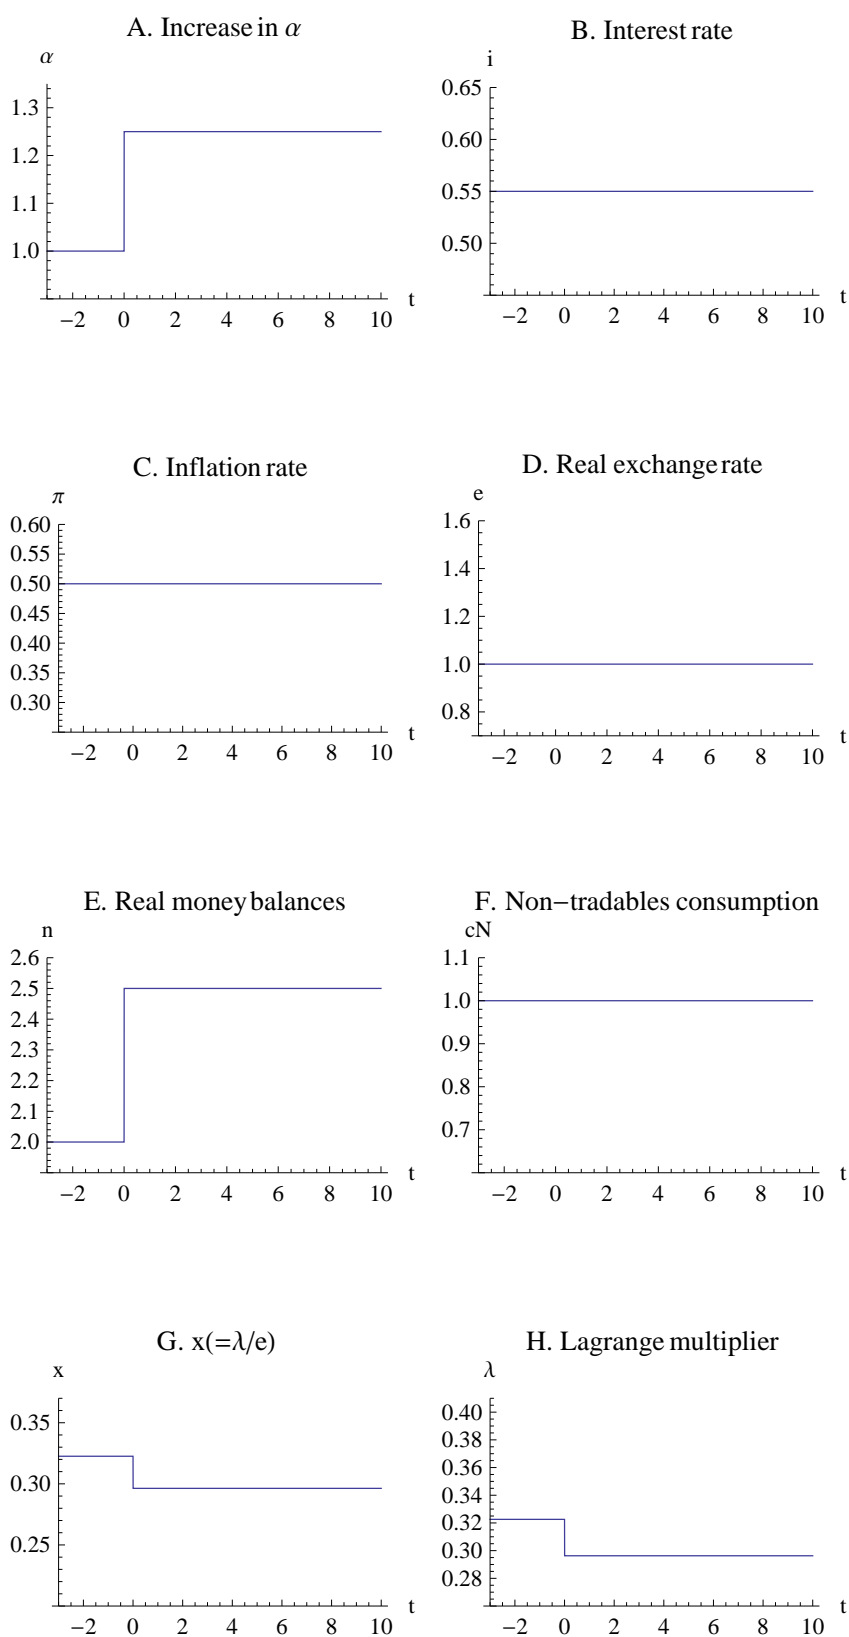 A. Increase in α
α
1.3
1.2
1.1
1.0
−2 0 2 4 6 8 10 t
B. Interest rate
i
0.65
0.60
0.55
0.50
−2 0 2 4 6 8 10 t
C. Inflation rate
π
0.60
0.55
0.50
0.45
0.40
0.35
0.30
−2 0 2 4 6 8 10 t
D. Real exchange rate
e
1.6
1.4
1.2
1.0
0.8
−2 0 2 4 6 8 10 t
E. Real money balances
n
2.6
2.5
2.4
2.3
2.2
2.1
2.0
−2 0 2 4 6 8 10 t
F. Non−tradables consumption
cN
1.1
1.0
0.9
0.8
0.7
−2 0 2 4 6 8 10 t
G. x(=λ/e)
x
0.35
0.30
0.25
−2 0 2 4 6 8 10 t
H. Lagrange multiplier
λ
0.40
0.38
0.36
0.34
0.32
0.30
0.28
−2 0 2 4 6 8 10 t